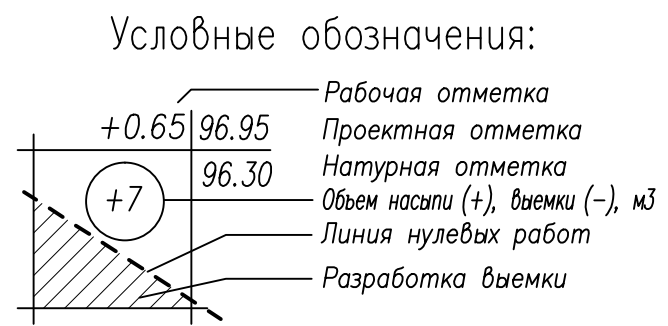 Условные обозначения:
Рабочая отметка
+0.65 96.95 Проектная отметка
96.30 Натурная отметка
+7 Объем насыпи (+), выемки (-), м3
Линия нулевых работ
Разработка выемки